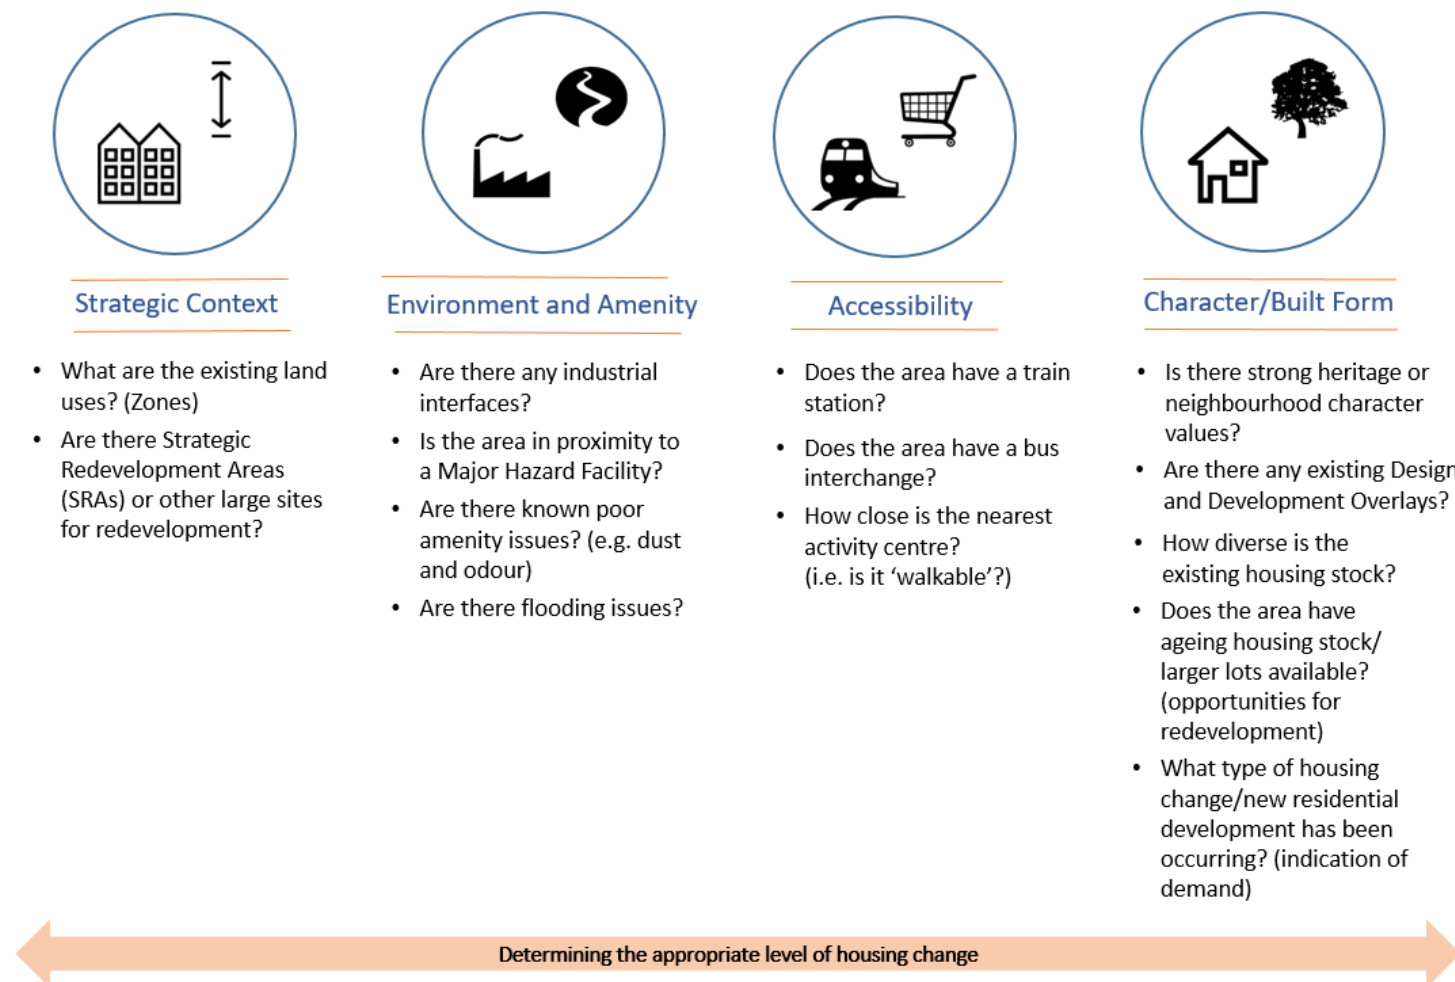 Strategic Context
• What are the existing land
uses? (Zones)
• Are there Strategic
Redevelopment Areas
(SRAs) or other large sites
for redevelopment?
Environment and Amenity
• Are there any industrial
interfaces?
• Is the area in proximity to
a Major Hazard Facility?
• Are there known poor
amenity issues? (e.g. dust
and odour)
• Are there flooding issues?
Accessibility
• Does the area have a train
station?
• Does the area have a bus
interchange?
• How close is the nearest
activity centre?
(i.e. is it ‘walkable’?)
Character/Built Form
• Is there strong heritage or
neighbourhood character
values?
• Are there any existing Design
and Development Overlays?
• How diverse is the
existing housing stock?
• Does the area have
ageing housing stock/
larger lots available?
(opportunities for
redevelopment)
• What type of housing
change/new residential
development has been
occurring? (indication of
demand)
Determining the appropriate level of housing change